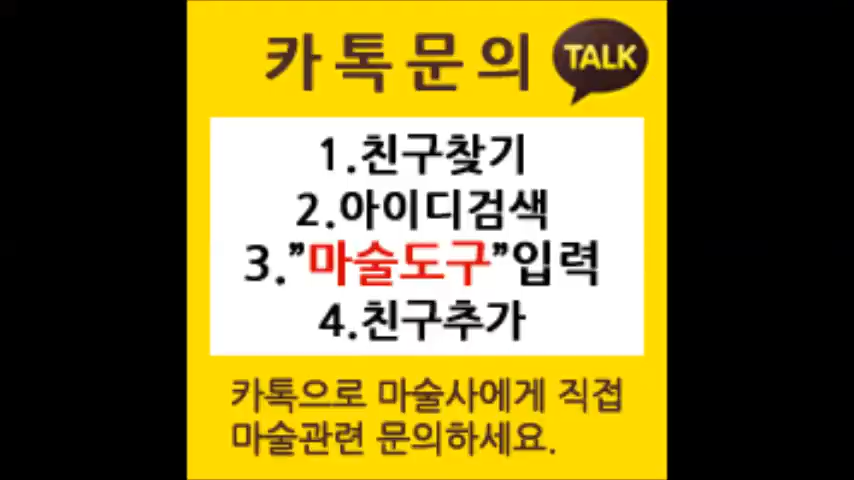 카톡문의 TALK
1.친구찾기
2.아이디검색
3.”마술도구”입력
4.친구추가
카톡으로 마술사에게 직접
마술관련 문의하세요.